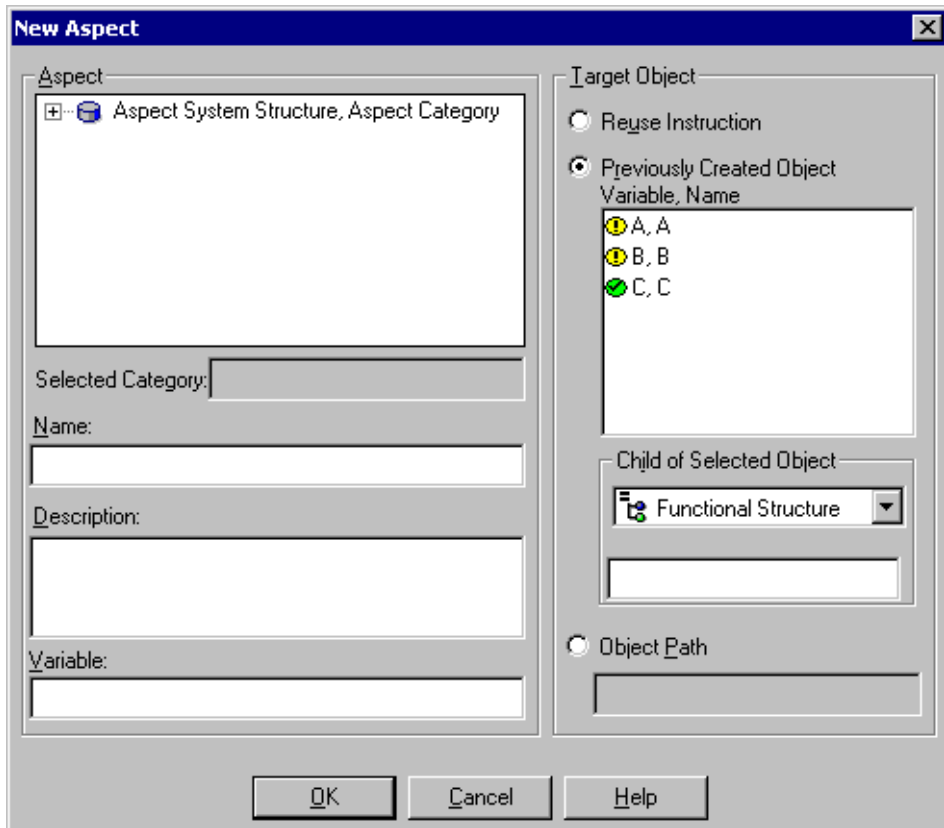 New Aspect
Aspect
Aspect System Structure, Aspect Category
Selected Category:
Name:
Description:
Variable:
Target Object
Reuse Instruction
Previously Created Object
Variable, Name
A, A
B, B
C, C
Child of Selected Object
Functional Structure
Object Path
OK
Cancel
Help